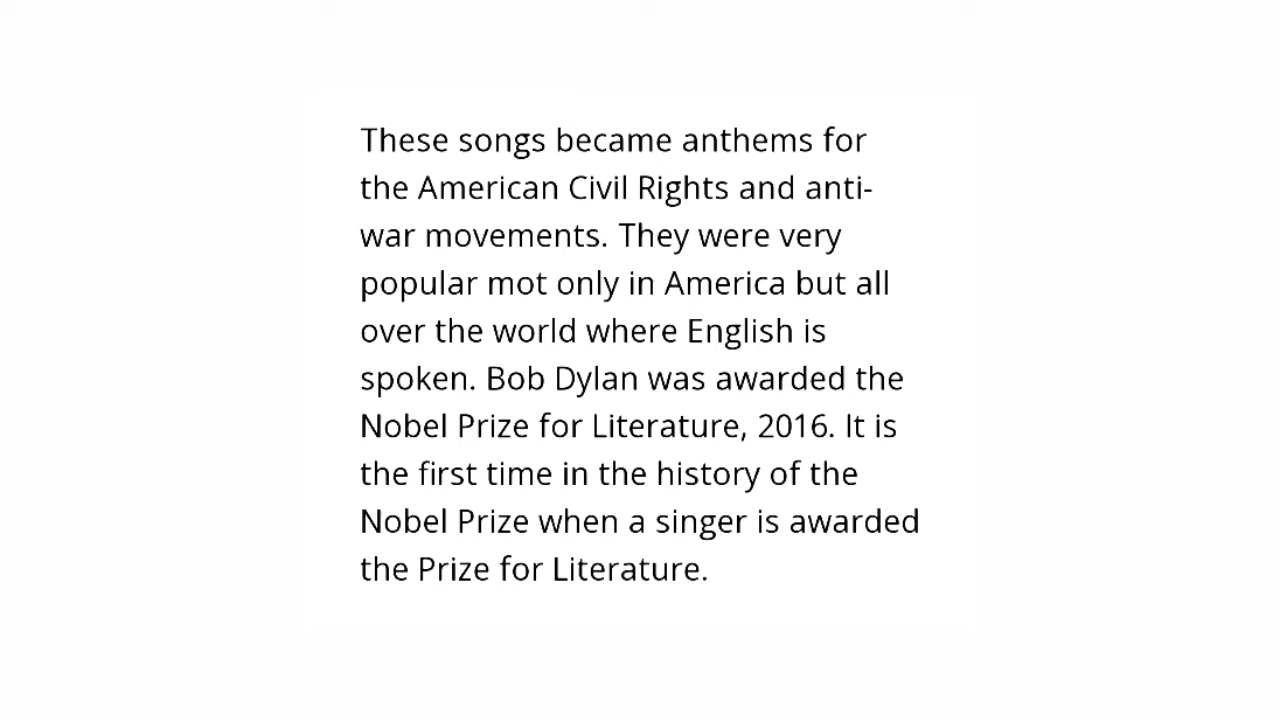 These songs became anthems for
the American Civil Rights and anti-
war movements. They were very
popular mot only in America but all
over the world where English is
spoken. Bob Dylan was awarded the
Nobel Prize for Literature, 2016. It is
the first time in the history of the
Nobel Prize when a singer is awarded
the Prize for Literature.